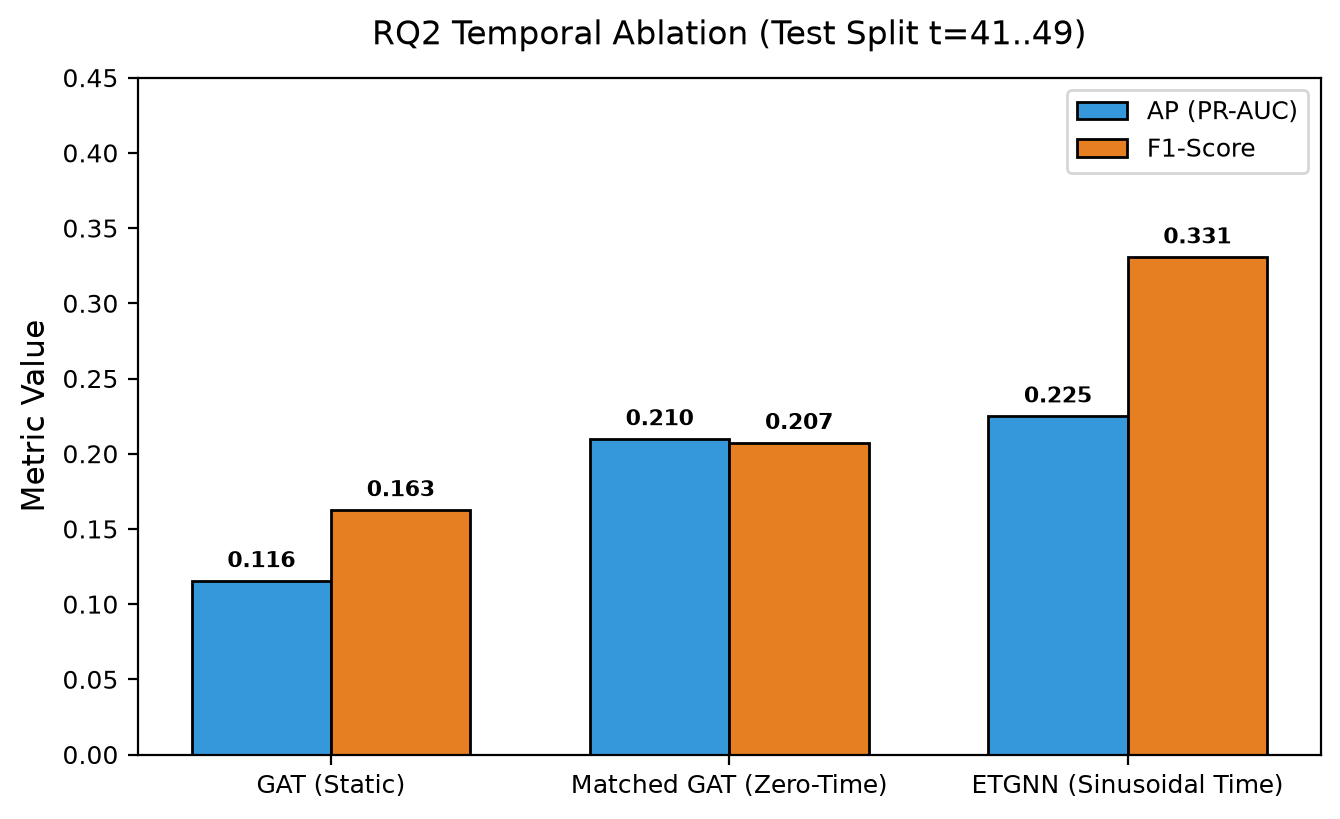 RQ2 Temporal Ablation (Test Split t=41..49)
AP (PR-AUC)
F1-Score
Metric Value
0.45
0.40
0.35
0.30
0.25
0.20
0.15
0.10
0.05
0.00
0.116
0.163
0.210
0.207
0.225
0.331
GAT (Static)
Matched GAT (Zero-Time)
ETGNN (Sinusoidal Time)